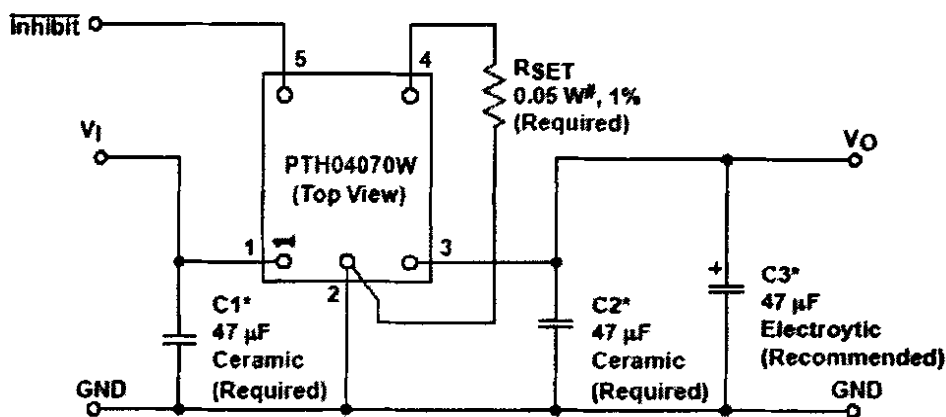 Inhibit
5
4
RSET
0.05 W#, 1%
(Required)
VI
PTH04070W
(Top View)
VO
1
2
3
C1*
47 µF
Ceramic
(Required)
C2*
47 µF
Ceramic
(Required)
+
C3*
47 µF
Electroytic
(Recommended)
GND
GND